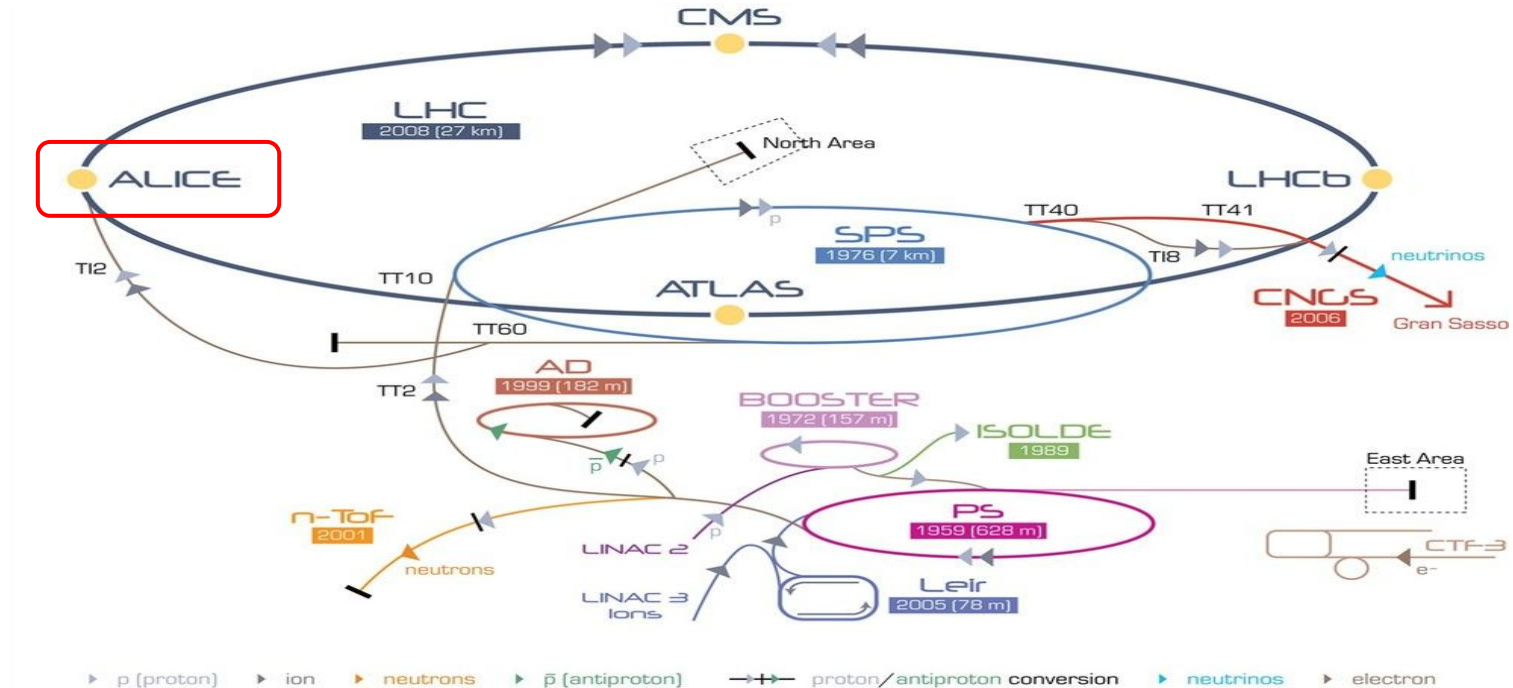 CMS
LHC
2008 (27 km)
North Area
ALICE
LHCb
TT40
TT41
p
SPS
1976 (7 km)
TI8
neutrinos
TI2
TT10
ATLAS
CNGS
2006
Gran Sasso
TT60
AD
1999 (182 m)
TT2
BOOSTER
1972 (157 m)
ISOLDE
1989
p̅
p
East Area
n-ToF
2001
PS
1959 (628 m)
p
LINAC 2
neutrons
CTF-3
e-
Leir
2005 (78 m)
LINAC 3
Ions
p (proton)
ion
neutrons
p̅ (antiproton)
proton/antiproton conversion
neutrinos
electron